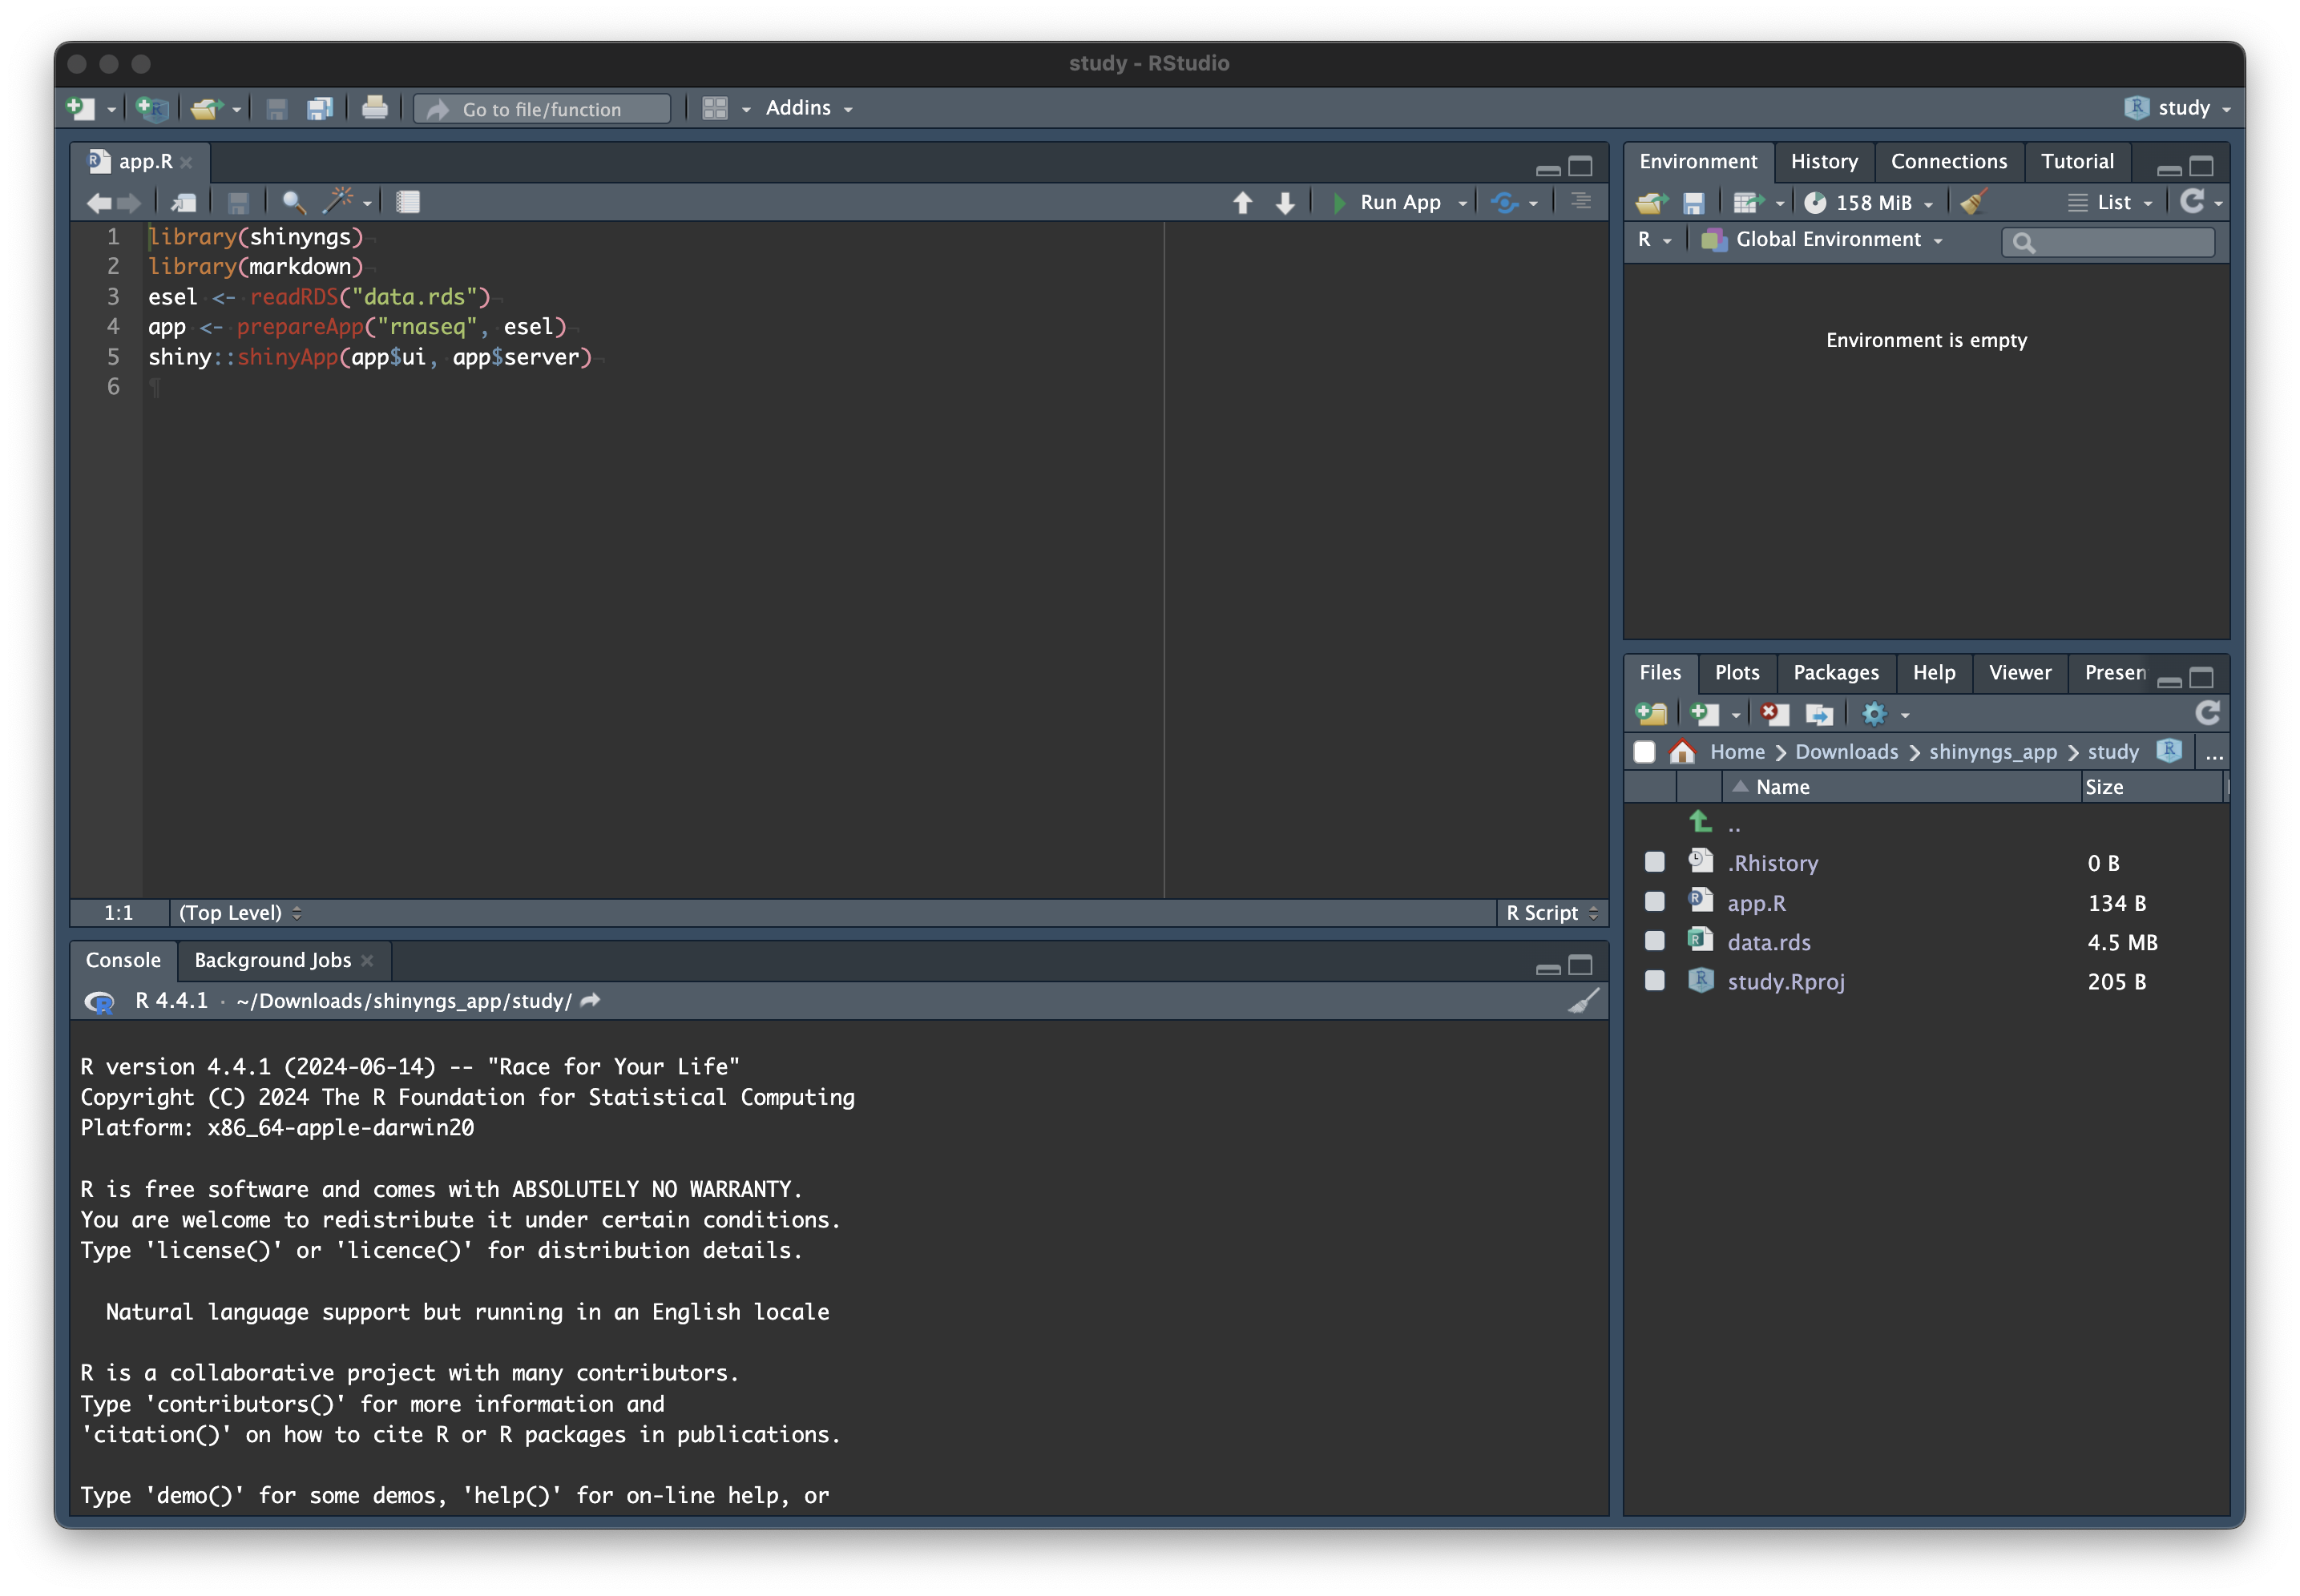 study - RStudio
Go to file/function
Addins
study
app.R
Run App
1 library(shinyngs)
2 library(markdown)
3 esel <- readRDS("data.rds")
4 app <- prepareApp("rnaseq", esel)
5 shiny::shinyApp(app$ui, app$server)
6
1:1 (Top Level) R Script
Console Background Jobs
R 4.4.1 · ~/Downloads/shinyngs_app/study/
R version 4.4.1 (2024-06-14) -- "Race for Your Life"
Copyright (C) 2024 The R Foundation for Statistical Computing
Platform: x86_64-apple-darwin20
R is free software and comes with ABSOLUTELY NO WARRANTY.
You are welcome to redistribute it under certain conditions.
Type 'license()' or 'licence()' for distribution details.
Natural language support but running in an English locale
R is a collaborative project with many contributors.
Type 'contributors()' for more information and
'citation()' on how to cite R or R packages in publications.
Type 'demo()' for some demos, 'help()' for on-line help, or
Environment History Connections Tutorial
158 MiB List
R Global Environment
Environment is empty
Files Plots Packages Help Viewer Presen
Home Downloads shinyngs_app study ...
Name Size
..
.Rhistory 0 B
app.R 134 B
data.rds 4.5 MB
study.Rproj 205 B